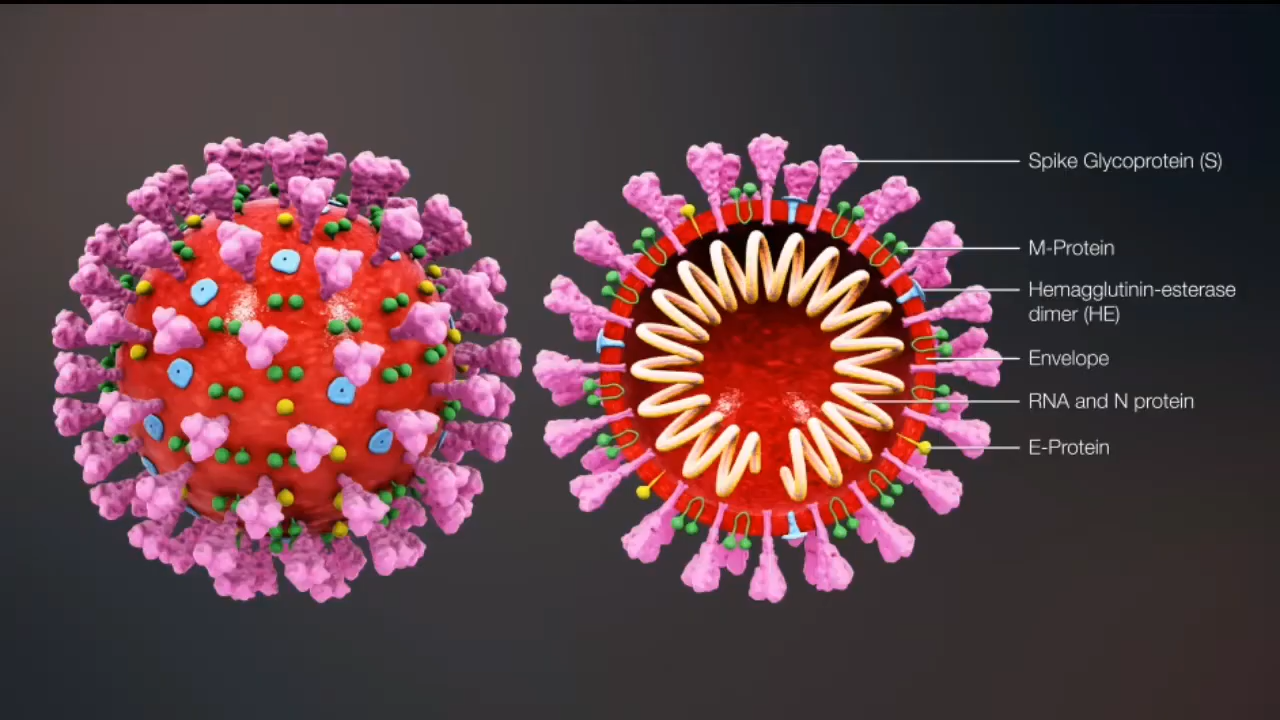 Spike Glycoprotein (S)
M-Protein
Hemagglutinin-esterase
dimer (HE)
Envelope
RNA and N protein
E-Protein